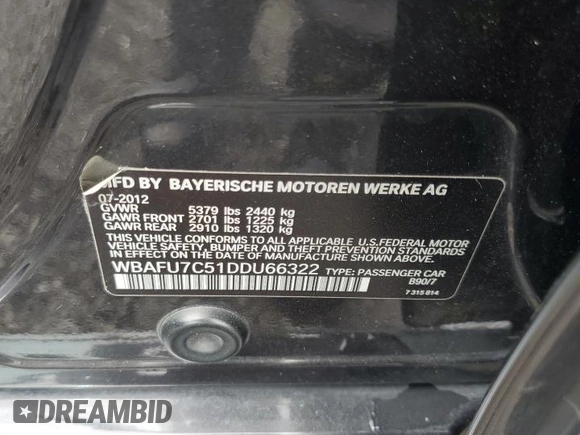 MFD BY BAYERISCHE MOTOREN WERKE AG
07-2012
GVWR 5379 lbs 2440 kg
GAWR FRONT 2701 lbs 1225 kg
GAWR REAR 2910 lbs 1320 kg
THIS VEHICLE CONFORMS TO ALL APPLICABLE U.S.FEDERAL MOTOR
VEHICLE SAFETY, BUMPER, AND THEFT PREVENTION STANDARDS
IN EFFECT ON THE DATE OF MANUFACTURE SHOWN ABOVE.
WBAFU7C51DDU66322 TYPE: PASSENGER CAR
B90/7
7 315 814
DREAMBID